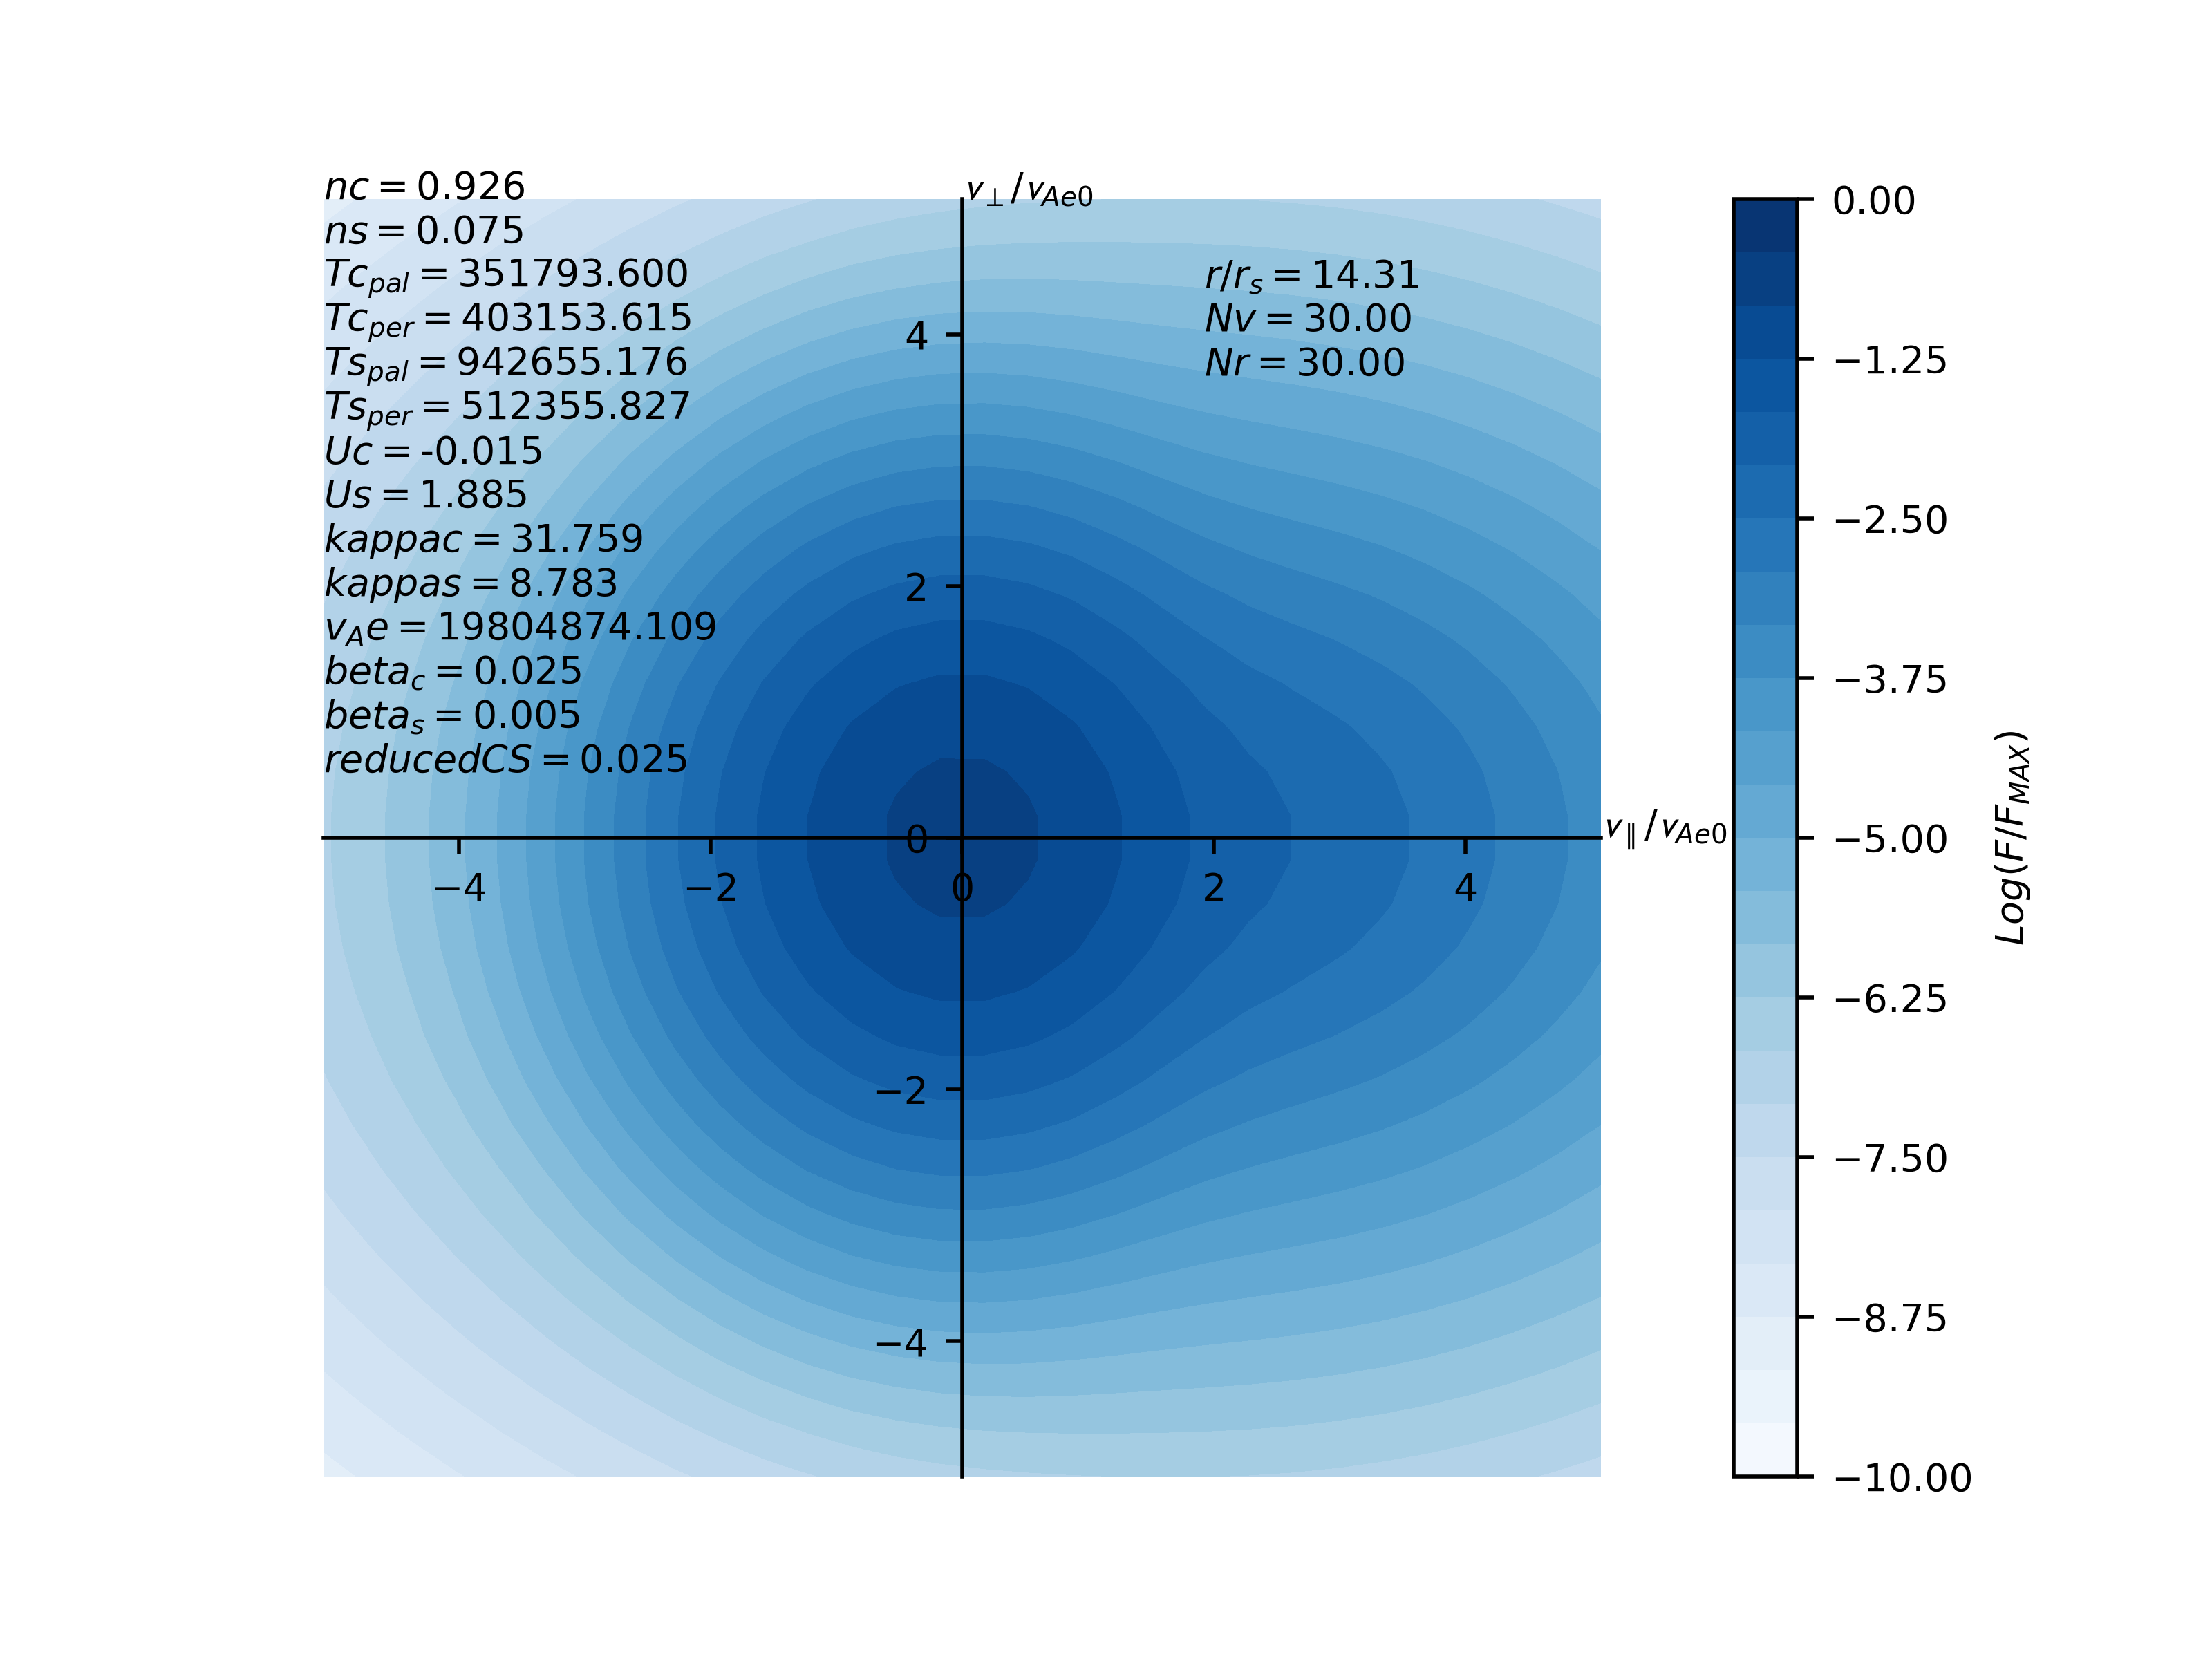 nc = 0.926
ns = 0.075
Tc_pal = 351793.600
Tc_per = 403153.615
Ts_pal = 942655.176
Ts_per = 512355.827
Uc = -0.015
Us = 1.885
kappac = 31.759
kappas = 8.783
v_Ae = 19804874.109
beta_c = 0.025
beta_s = 0.005
reducedCS = 0.025
v_⊥/v_Ae0
r/r_s = 14.31
Nv = 30.00
Nr = 30.00
4
2
0
−2
−4
−4
−2
0
2
4
v_∥/v_Ae0
0.00
−1.25
−2.50
−3.75
−5.00
−6.25
−7.50
−8.75
−10.00
Log(F/F_MAX)